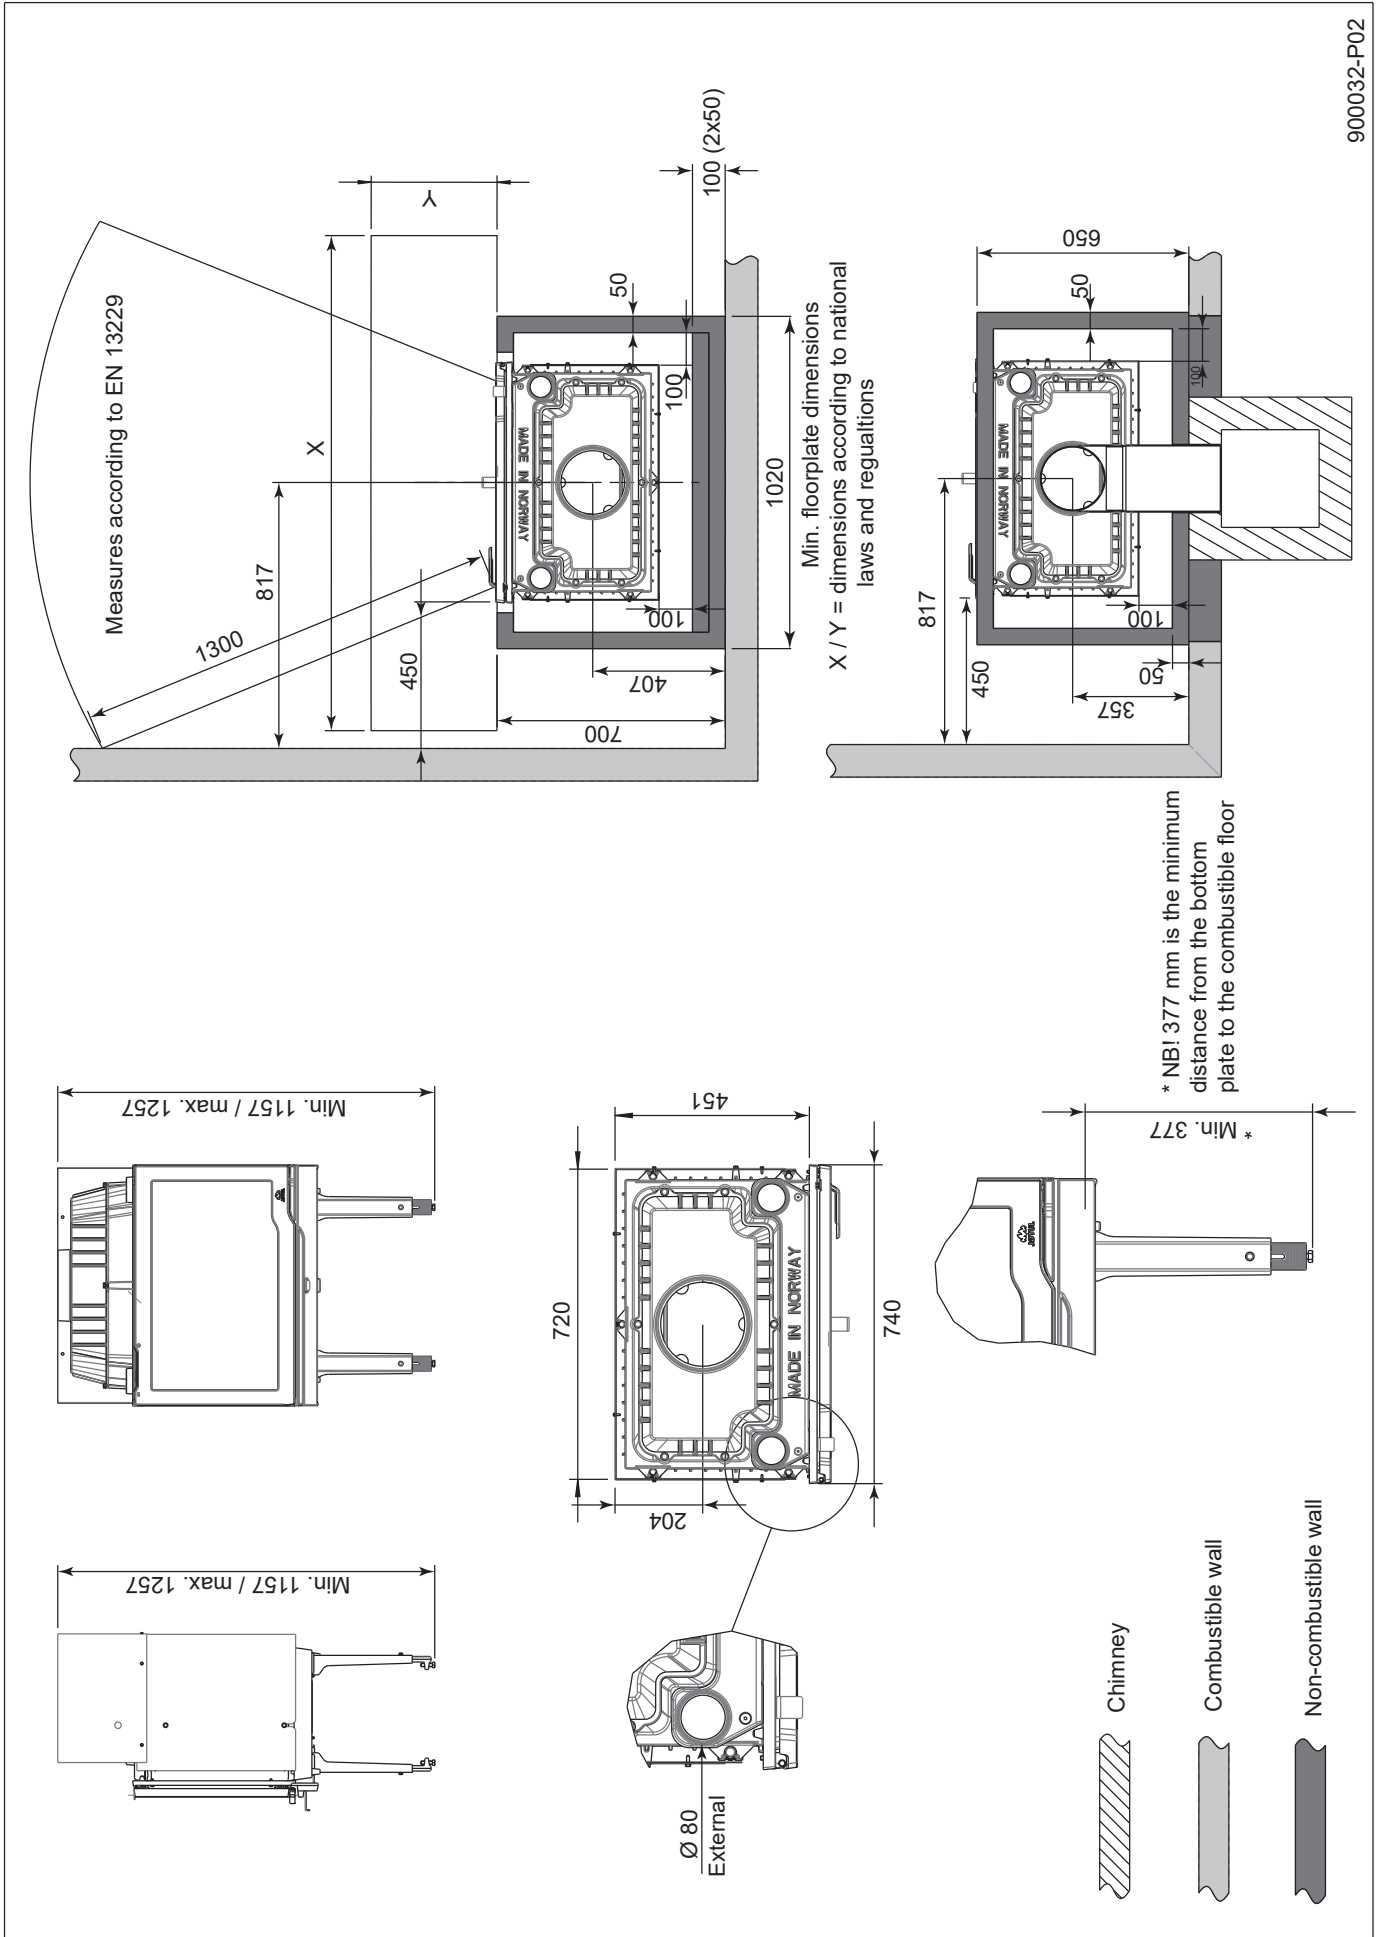 Min. 1157 / max. 1257
Min. 1157 / max. 1257
Ø 80
External
720
204
451
740
MADE IN NORWAY
JØTUL
* Min. 377
* NB! 377 mm is the minimum
distance from the bottom
plate to the combustible floor
Chimney
Combustible wall
Non-combustible wall
Measures according to EN 13229
1300
817
450
X
Y
MADE IN NORWAY
700
407
100
100
50
100 (2x50)
1020
Min. floorplate dimensions
X / Y = dimensions according to national
laws and regualtions
817
450
MADE IN NORWAY
650
50
100
100
50
357
900032-P02